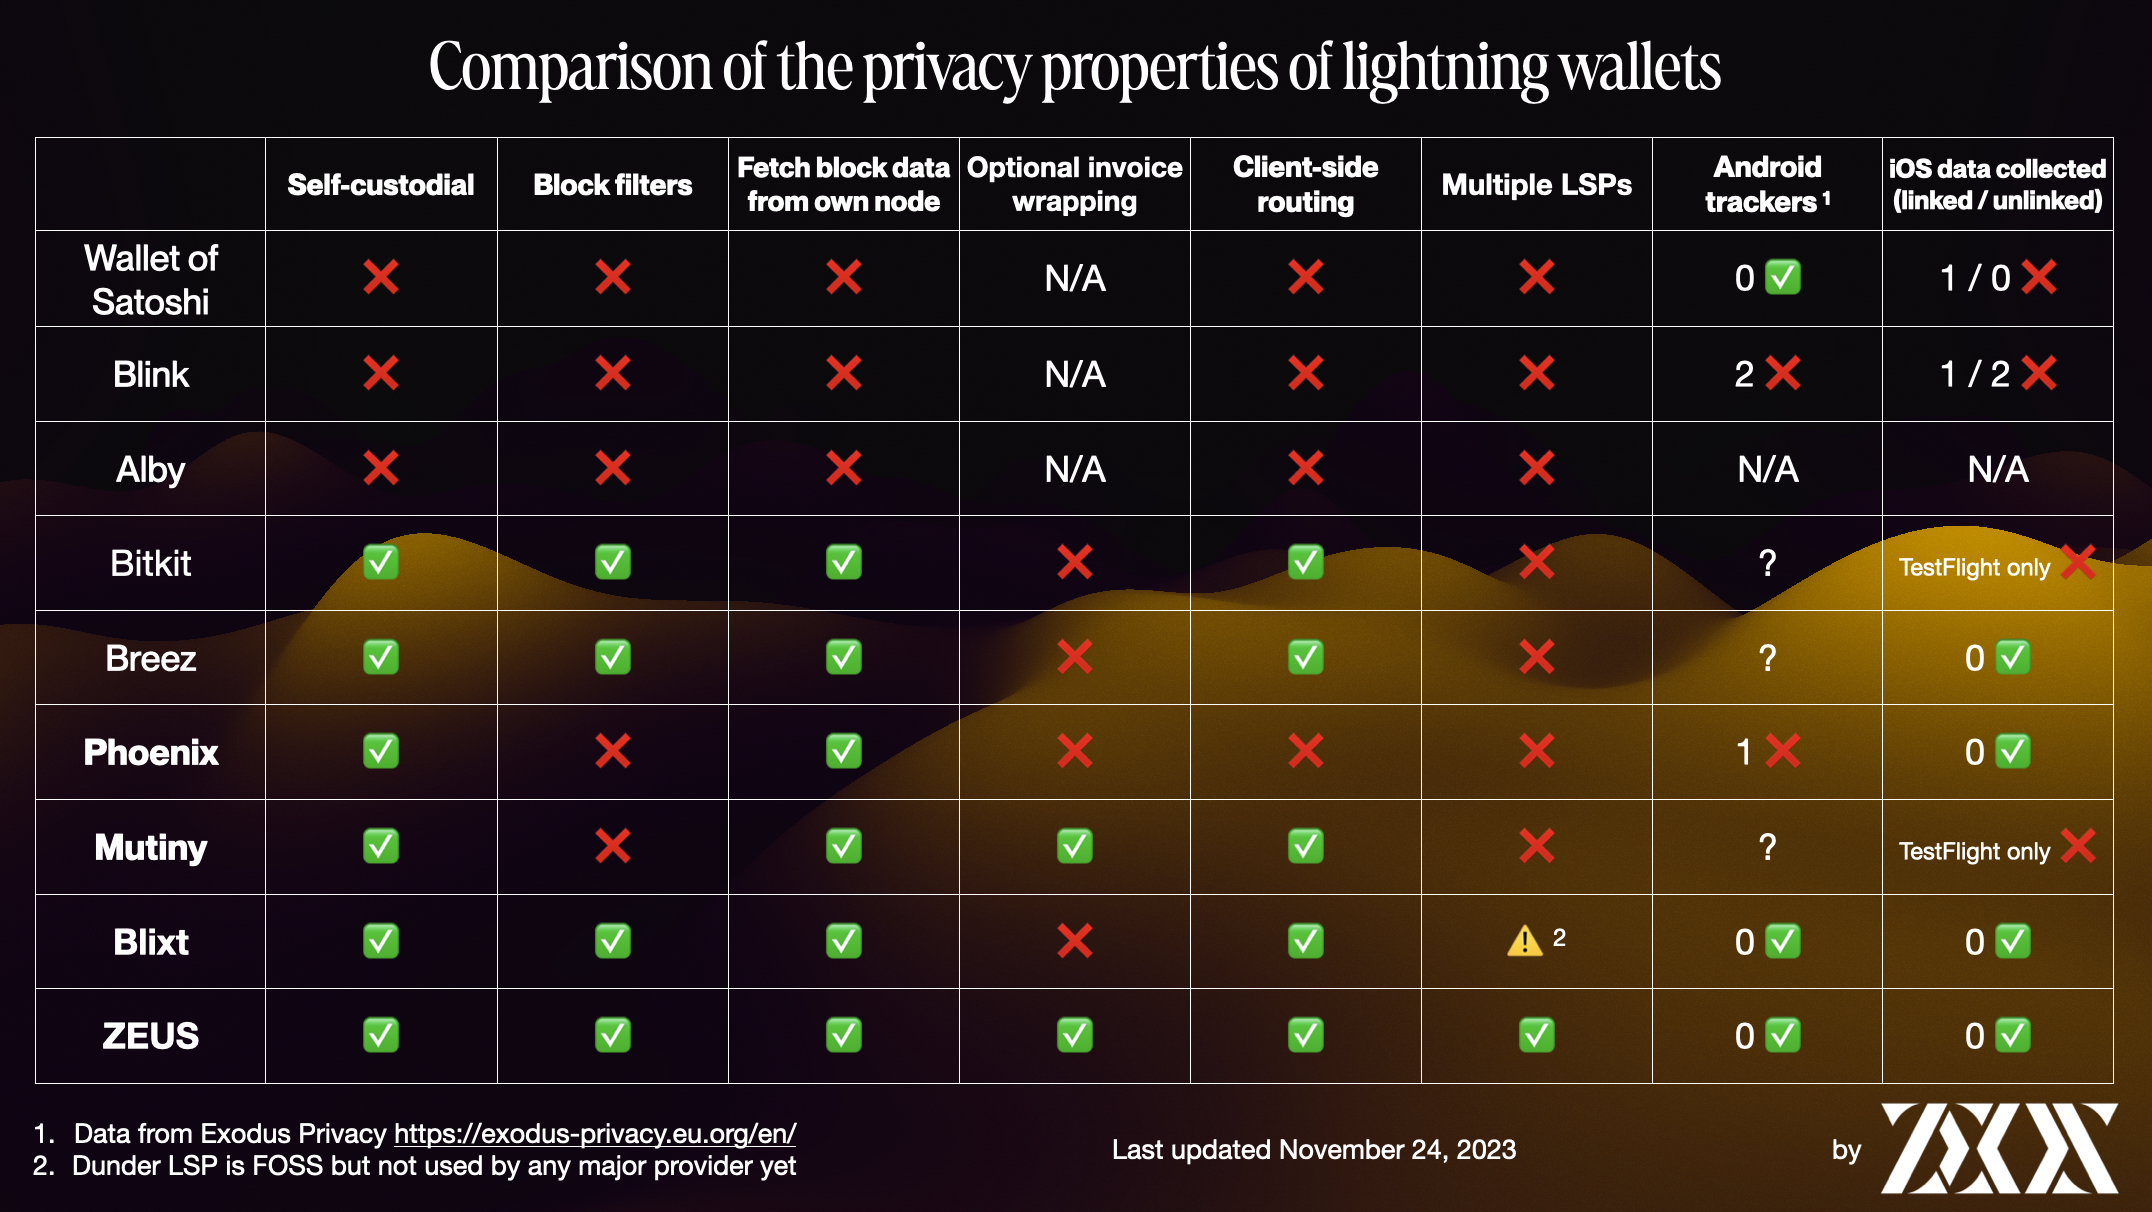 Comparison of the privacy properties of lightning wallets
Self-custodial
Block filters
Fetch block data
from own node
Optional invoice
wrapping
Client-side
routing
Multiple LSPs
Android
trackers 1
iOS data collected
(linked / unlinked)
Wallet of
Satoshi
❌ ❌ ❌ N/A ❌ ❌ 0 ✅ 1 / 0 ❌
Blink ❌ ❌ ❌ N/A ❌ ❌ 2 ❌ 1 / 2 ❌
Alby ❌ ❌ ❌ N/A ❌ ❌ N/A N/A
Bitkit ✅ ✅ ✅ ❌ ✅ ❌ ? TestFlight only ❌
Breez ✅ ✅ ✅ ❌ ✅ ❌ ? 0 ✅
Phoenix ✅ ❌ ✅ ❌ ❌ ❌ 1 ❌ 0 ✅
Mutiny ✅ ❌ ✅ ✅ ✅ ❌ ? TestFlight only ❌
Blixt ✅ ✅ ✅ ❌ ✅ ⚠️ 2 0 ✅ 0 ✅
ZEUS ✅ ✅ ✅ ✅ ✅ ✅ 0 ✅ 0 ✅
1. Data from Exodus Privacy https://exodus-privacy.eu.org/en/
2. Dunder LSP is FOSS but not used by any major provider yet
Last updated November 24, 2023
by ZEUS